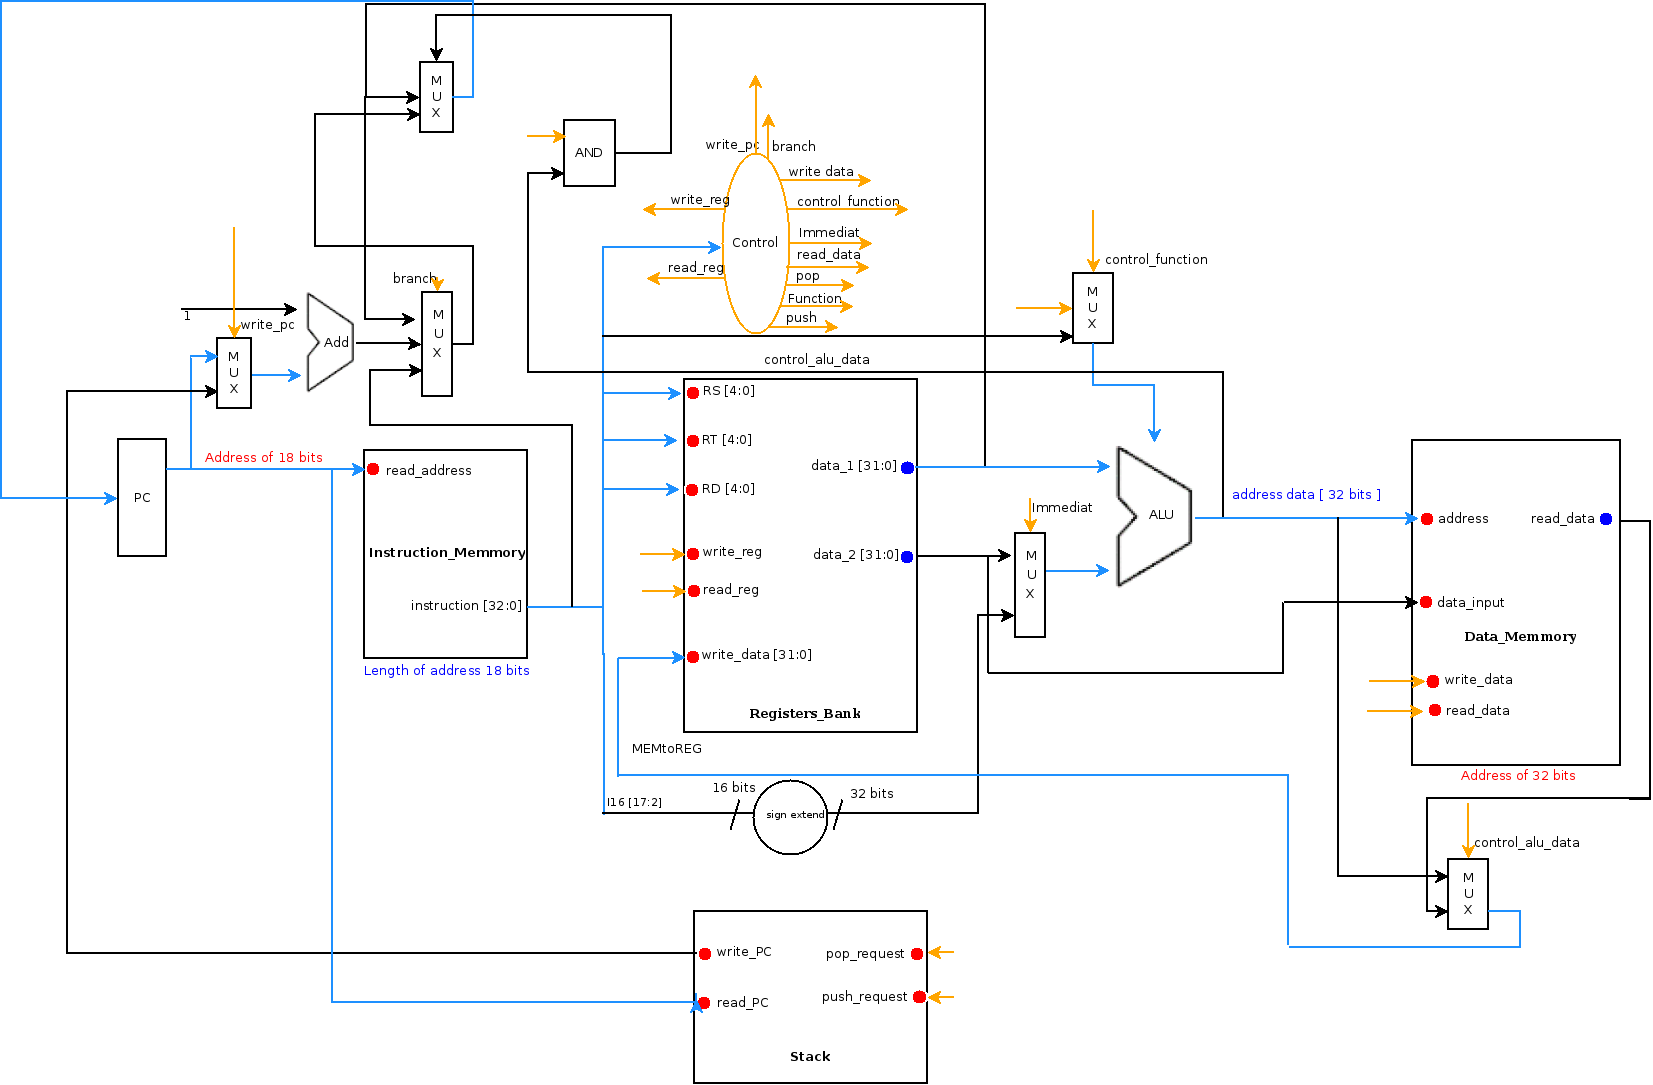 M
U
X
AND
write_pc
branch
write data
write_reg
control_function
Immediat
Control
read_data
read_reg
pop
Function
push
control_function
M
U
X
branch
M
U
X
1
write_pc
Add
M
U
X
control_alu_data
RS [4:0]
RT [4:0]
RD [4:0]
write_reg
read_reg
write_data [31:0]
data_1 [31:0]
data_2 [31:0]
Registers_Bank
Address of 18 bits
PC
read_address
Instruction_Memmory
instruction [32:0]
Length of address 18 bits
Immediat
M
U
X
ALU
address data [ 32 bits ]
address
read_data
data_input
Data_Memmory
write_data
read_data
Address of 32 bits
MEMtoREG
16 bits
I16 [17:2]
sign extend
32 bits
control_alu_data
M
U
X
write_PC
pop_request
read_PC
push_request
Stack